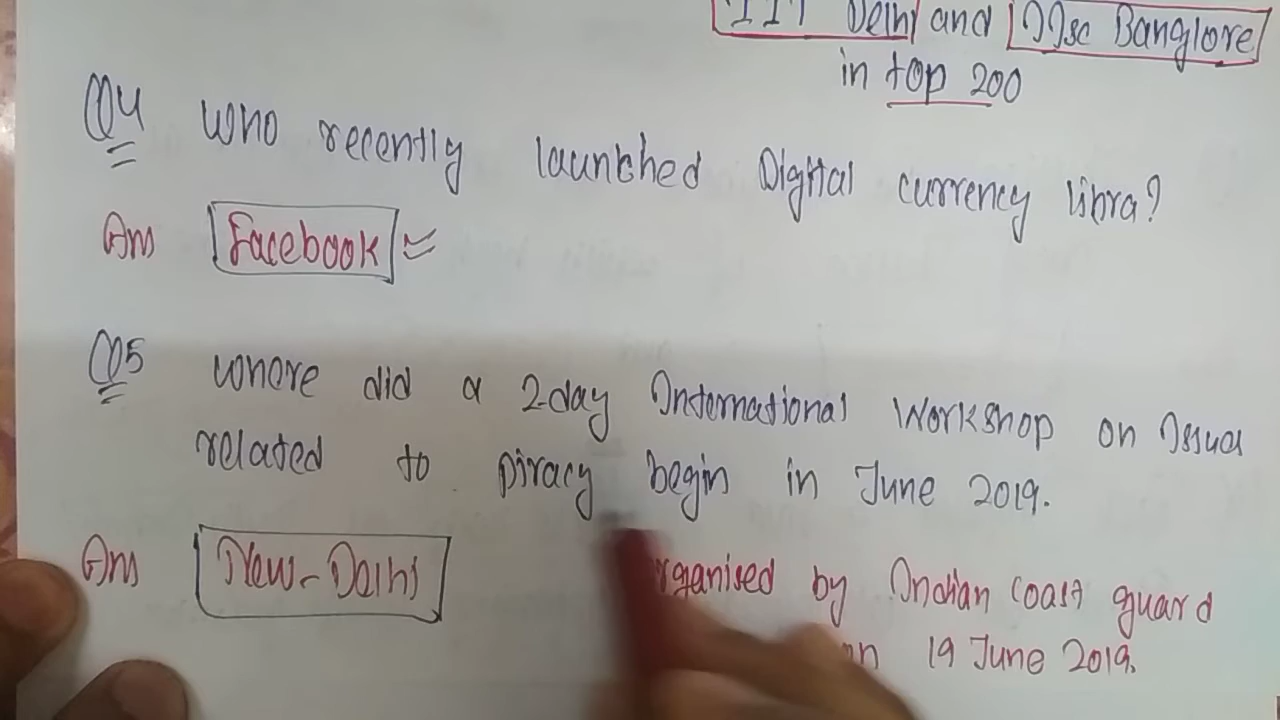 IIT Delhi and IISc Banglore
in top 200
Q4 Who recently launched Digital currency libra?
Ans Facebook
Q5 Where did a 2-day International Workshop on Issues
related to piracy begin in June 2019.
Ans New-Delhi organised by Indian Coast guard
on 19 June 2019.